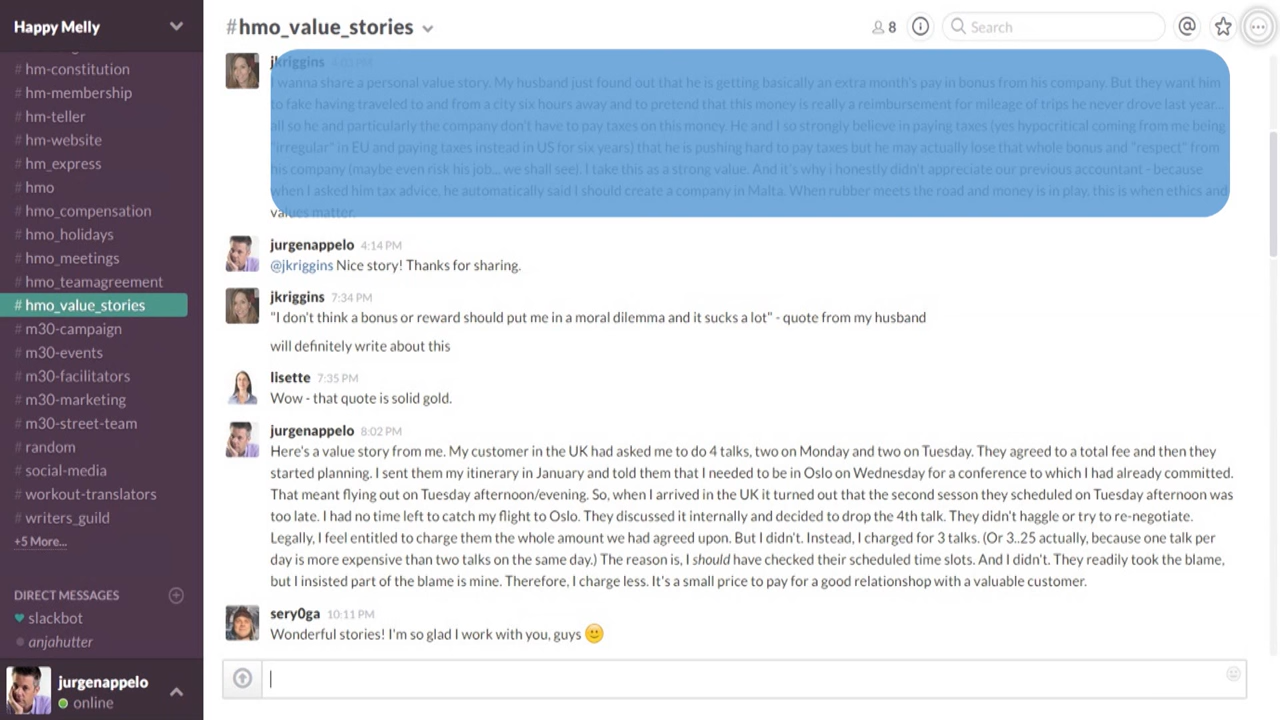 Happy Melly
# hm-constitution
# hm-membership
# hm-teller
# hm-website
# hm_express
# hmo
# hmo_compensation
# hmo_holidays
# hmo_meetings
# hmo_teamagreement
# hmo_value_stories
# m30-campaign
# m30-events
# m30-facilitators
# m30-marketing
# m30-street-team
# random
# social-media
# workout-translators
# writers_guild
+5 More...
DIRECT MESSAGES
slackbot
anjahutter
jurgenappelo
online
#hmo_value_stories
8
Search
jkriggins 4:03 PM
I wanna share a personal value story. My husband just found out that he is getting basically an extra month's pay in bonus from his company. But they want him
to fake having traveled to and from a city six hours away and to pretend that this money is really a reimbursement for mileage of trips he never drove last year...
all so he and particularly the company don't have to pay taxes on this money. He and I so strongly believe in paying taxes (yes hypocritical coming from me being
"irregular" in EU and paying taxes instead in US for six years) that he is pushing hard to pay taxes but he may actually lose that whole bonus and "respect" from
his company (maybe even risk his job... we shall see). I take this as a strong value. And it's why i honestly didn't appreciate our previous accountant - because
when I asked him tax advice, he automatically said I should create a company in Malta. When rubber meets the road and money is in play, this is when ethics and
values matter.
jurgenappelo 4:14 PM
@jkriggins Nice story! Thanks for sharing.
jkriggins 7:34 PM
"I don't think a bonus or reward should put me in a moral dilemma and it sucks a lot" - quote from my husband
will definitely write about this
lisette 7:35 PM
Wow - that quote is solid gold.
jurgenappelo 8:02 PM
Here's a value story from me. My customer in the UK had asked me to do 4 talks, two on Monday and two on Tuesday. They agreed to a total fee and then they
started planning. I sent them my itinerary in January and told them that I needed to be in Oslo on Wednesday for a conference to which I had already committed.
That meant flying out on Tuesday afternoon/evening. So, when I arrived in the UK it turned out that the second sesson they scheduled on Tuesday afternoon was
too late. I had no time left to catch my flight to Oslo. They discussed it internally and decided to drop the 4th talk. They didn't haggle or try to re-negotiate.
Legally, I feel entitled to charge them the whole amount we had agreed upon. But I didn't. Instead, I charged for 3 talks. (Or 3..25 actually, because one talk per
day is more expensive than two talks on the same day.) The reason is, I should have checked their scheduled time slots. And I didn't. They readily took the blame,
but I insisted part of the blame is mine. Therefore, I charge less. It's a small price to pay for a good relationshop with a valuable customer.
sery0ga 10:11 PM
Wonderful stories! I'm so glad I work with you, guys